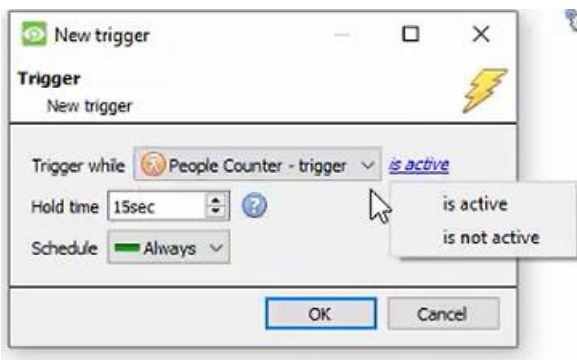 New trigger
Trigger
New trigger
Trigger while People Counter - trigger is active
Hold time 15sec ?
is active
is not active
Schedule Always
OK Cancel